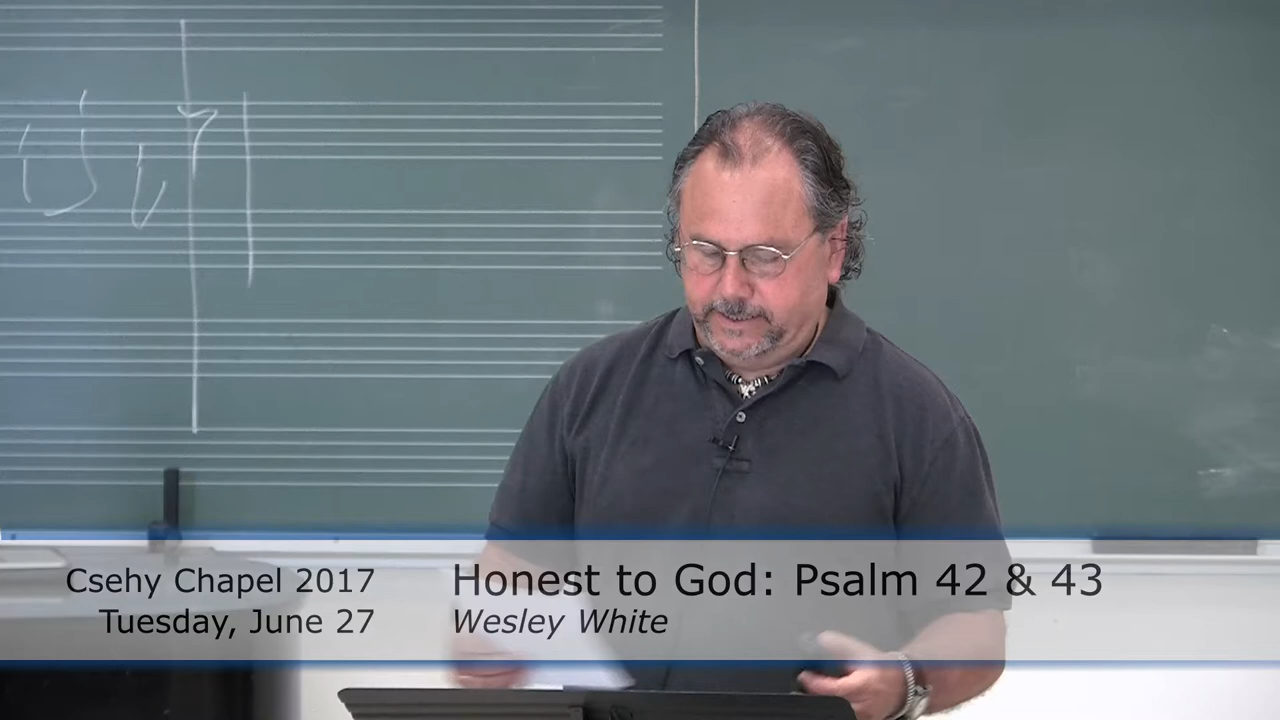 Csehy Chapel 2017
Tuesday, June 27
Honest to God: Psalm 42 & 43
Wesley White